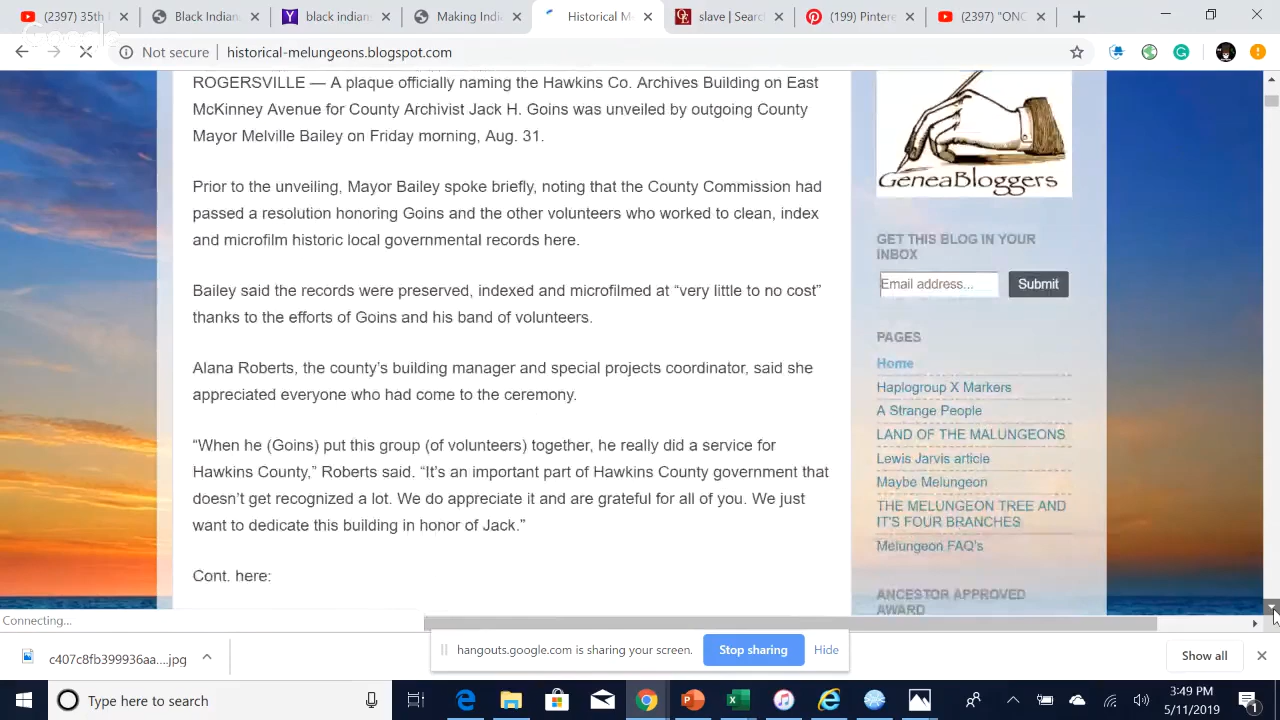 (2397) 35th
Black Indian
black indians
Making Indi
Historical M
slave | Searc
(199) Pintere
(2397) "ONC
Google
Not secure
historical-melungeons.blogspot.com
ROGERSVILLE — A plaque officially naming the Hawkins Co. Archives Building on East
McKinney Avenue for County Archivist Jack H. Goins was unveiled by outgoing County
Mayor Melville Bailey on Friday morning, Aug. 31.
Prior to the unveiling, Mayor Bailey spoke briefly, noting that the County Commission had
passed a resolution honoring Goins and the other volunteers who worked to clean, index
and microfilm historic local governmental records here.
Bailey said the records were preserved, indexed and microfilmed at “very little to no cost”
thanks to the efforts of Goins and his band of volunteers.
Alana Roberts, the county’s building manager and special projects coordinator, said she
appreciated everyone who had come to the ceremony.
“When he (Goins) put this group (of volunteers) together, he really did a service for
Hawkins County,” Roberts said. “It’s an important part of Hawkins County government that
doesn’t get recognized a lot. We do appreciate it and are grateful for all of you. We just
want to dedicate this building in honor of Jack.”
Cont. here:
GeneaBloggers
GET THIS BLOG IN YOUR
INBOX
Email address...
Submit
PAGES
Home
Haplogroup X Markers
A Strange People
LAND OF THE MALUNGEONS
Lewis Jarvis article
Maybe Melungeon
THE MELUNGEON TREE AND
IT'S FOUR BRANCHES
Melungeon FAQ's
ANCESTOR APPROVED
AWARD
Connecting...
c407c8fb399936aa....jpg
hangouts.google.com is sharing your screen.
Stop sharing
Hide
Show all
Type here to search
3:49 PM
5/11/2019
1